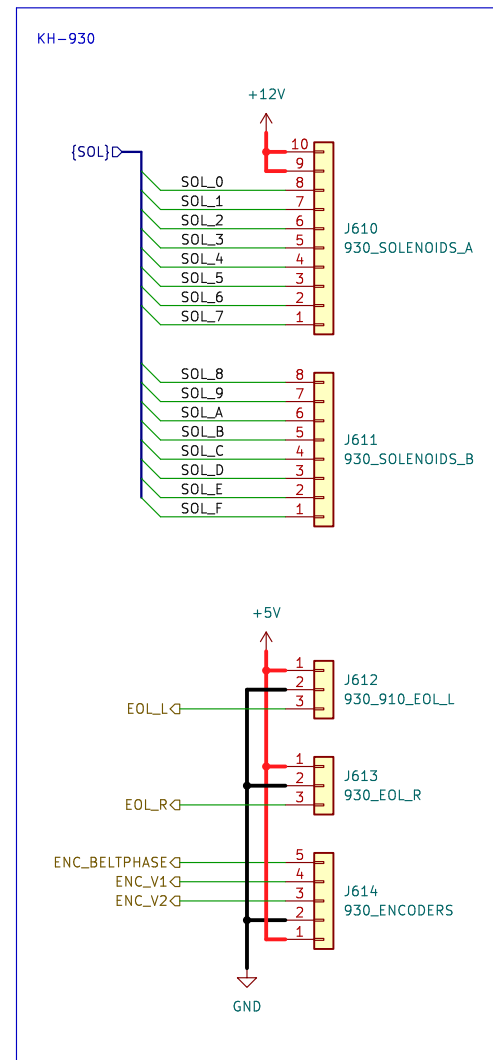 KH-930
+12V
{SOL}
10
9
SOL_0 8
SOL_1 7
SOL_2 6
J610
SOL_3 5
930_SOLENOIDS_A
SOL_4 4
SOL_5 3
SOL_6 2
SOL_7 1
SOL_8 8
SOL_9 7
SOL_A 6
J611
SOL_B 5
930_SOLENOIDS_B
SOL_C 4
SOL_D 3
SOL_E 2
SOL_F 1
+5V
1
J612
2
930_910_EOL_L
EOL_L 3
1
J613
2
930_EOL_R
EOL_R 3
ENC_BELTPHASE 5
ENC_V1 4
J614
ENC_V2 3
930_ENCODERS
2
1
GND